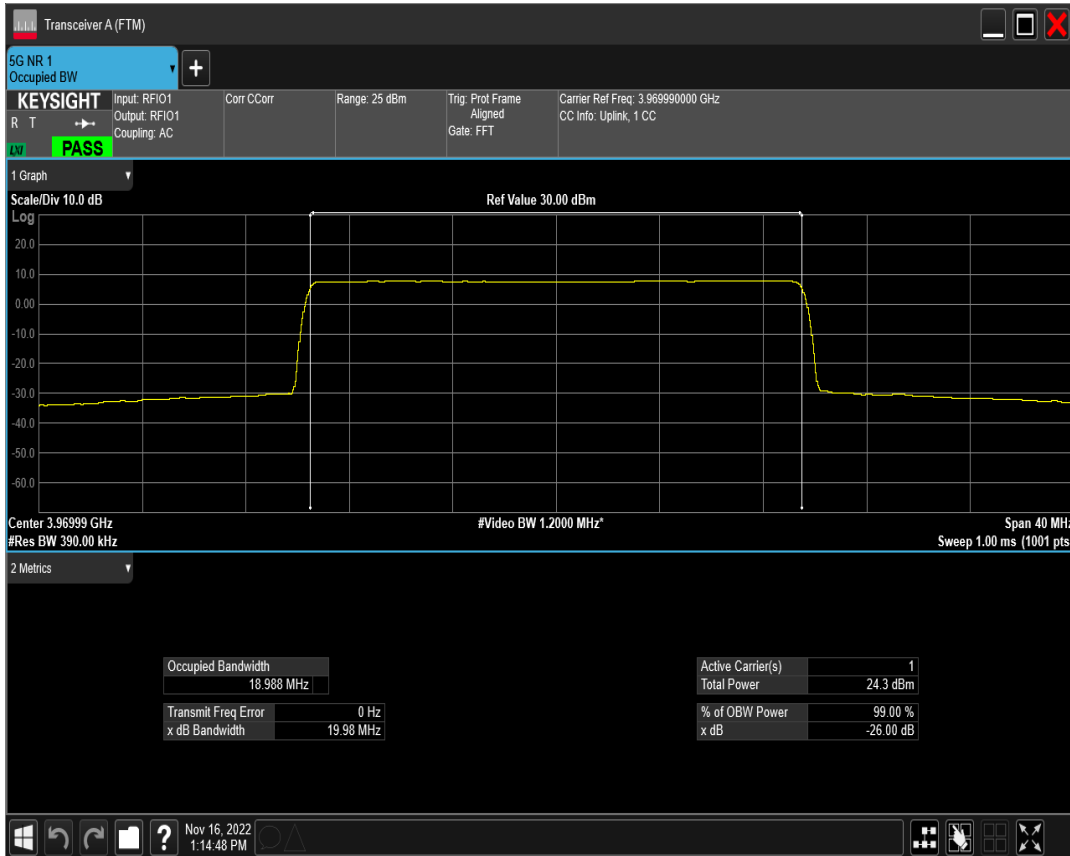 Transceiver A (FTM)
5G NR 1
Occupied BW
+
KEYSIGHT
R T
LXI
PASS
Input: RFIO1
Output: RFIO1
Coupling: AC
Corr CCorr
Range: 25 dBm
Trig: Prot Frame
Aligned
Gate: FFT
Carrier Ref Freq: 3.969990000 GHz
CC Info: Uplink, 1 CC
1 Graph
Scale/Div 10.0 dB
Ref Value 30.00 dBm
Log
20.0
10.0
0.00
-10.0
-20.0
-30.0
-40.0
-50.0
-60.0
Center 3.96999 GHz
#Video BW 1.2000 MHz*
Span 40 MHz
#Res BW 390.00 kHz
Sweep 1.00 ms (1001 pts
2 Metrics
Occupied Bandwidth
18.988 MHz
Transmit Freq Error 0 Hz
x dB Bandwidth 19.98 MHz
Active Carrier(s) 1
Total Power 24.3 dBm
% of OBW Power 99.00 %
x dB -26.00 dB
?
Nov 16, 2022
1:14:48 PM